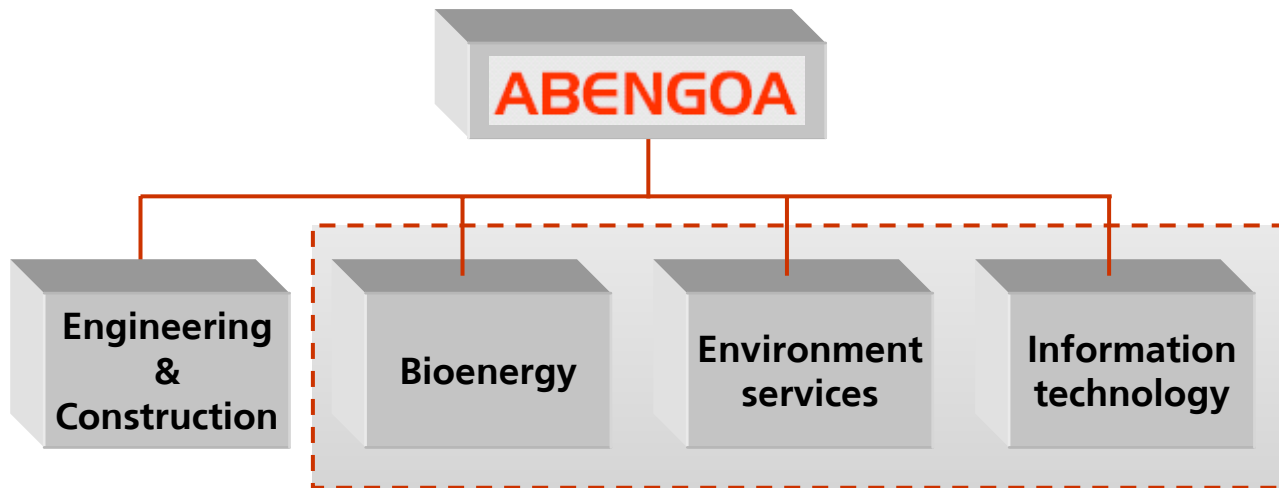 ABENGOA
Engineering
&
Construction
Bioenergy
Environment
services
Information
technology